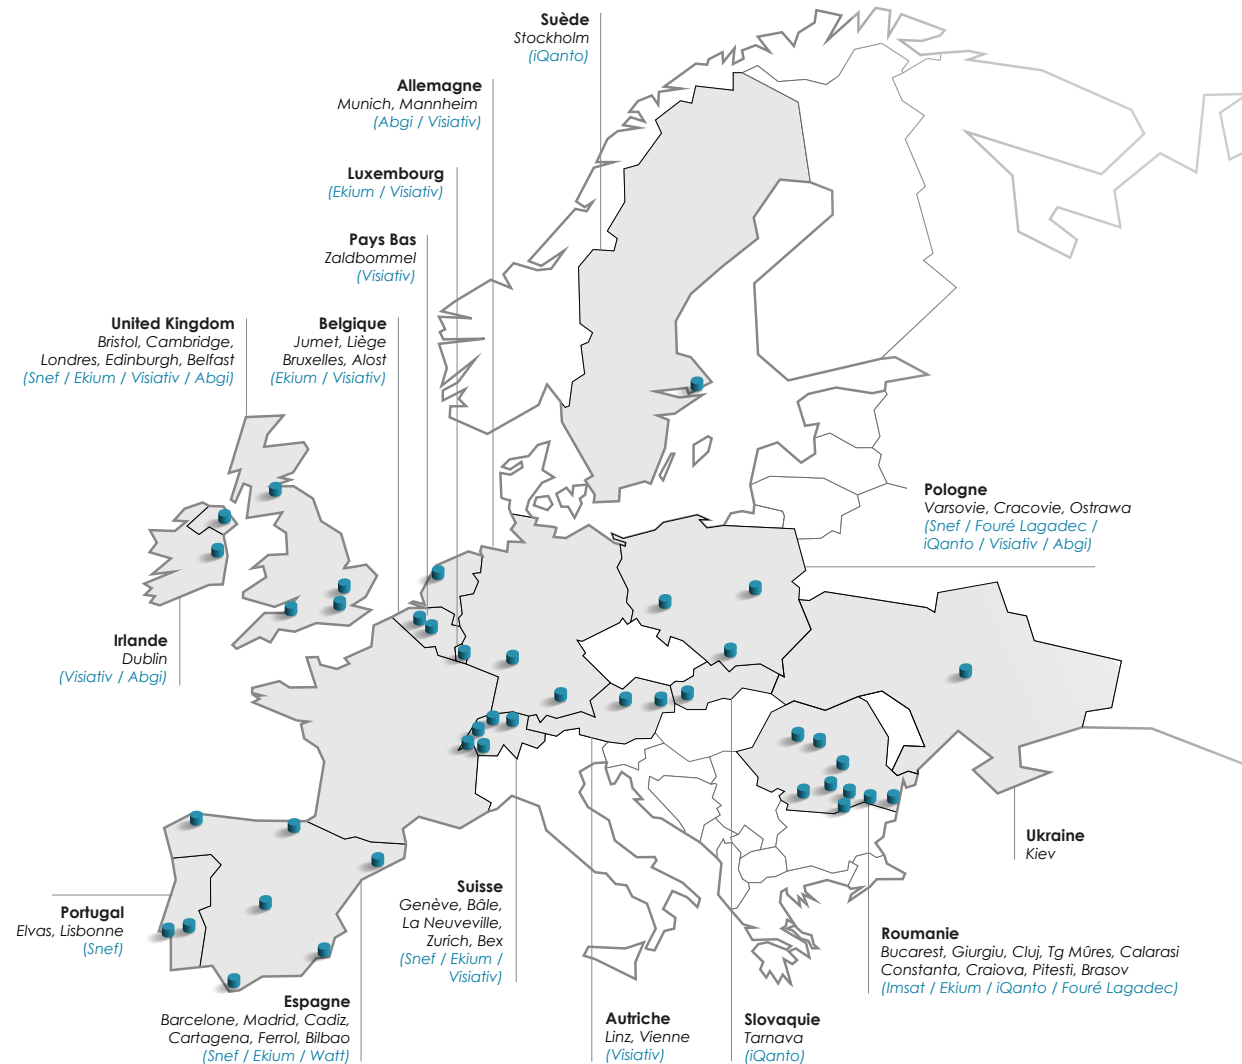 Suède
Stockholm
(iQanto)
Allemagne
Munich, Mannheim
(Abgi / Visiativ)
Luxembourg
(Ekium / Visiativ)
Pays Bas
Zaldbommel
(Visiativ)
United Kingdom
Bristol, Cambridge,
Londres, Edinburgh, Belfast
(Snef / Ekium / Visiativ / Abgi)
Belgique
Jumet, Liège
Bruxelles, Alost
(Ekium / Visiativ)
Pologne
Varsovie, Cracovie, Ostrawa
(Snef / Fouré Lagadec /
iQanto / Visiativ / Abgi)
Irlande
Dublin
(Visiativ / Abgi)
Ukraine
Kiev
Portugal
Elvas, Lisbonne
(Snef)
Suisse
Genève, Bâle,
La Neuveville,
Zurich, Bex
(Snef / Ekium /
Visiativ)
Roumanie
Bucarest, Giurgiu, Cluj, Tg Mûres, Calarasi
Constanta, Craiova, Pitesti, Brasov
(Imsat / Ekium / iQanto / Fouré Lagadec)
Espagne
Barcelone, Madrid, Cadiz,
Cartagena, Ferrol, Bilbao
(Snef / Ekium / Watt)
Autriche
Linz, Vienne
(Visiativ)
Slovaquie
Tarnava
(iQanto)